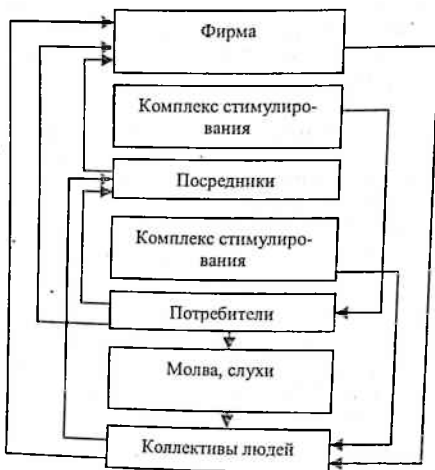 Фирма
Комплекс стимулиро-
вания
Посредники
Комплекс стимулиро-
вания
Потребители
Молва, слухи
Коллективы людей